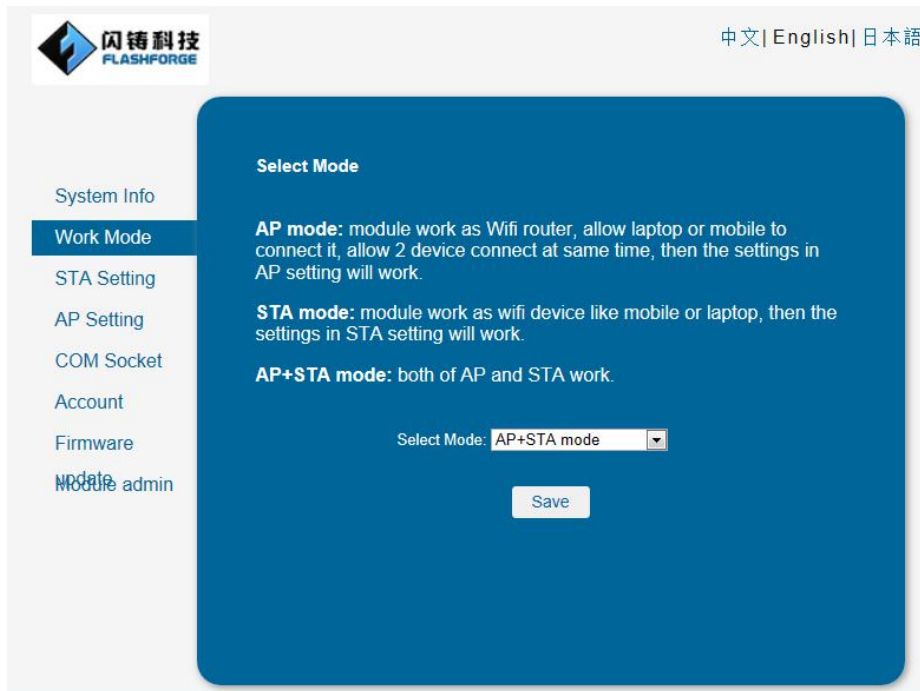 闪铸科技
FLASHFORGE
中文| English| 日本語
System Info
Work Mode
STA Setting
AP Setting
COM Socket
Account
Firmware
update
Module admin
Select Mode
AP mode: module work as Wifi router, allow laptop or mobile to
connect it, allow 2 device connect at same time, then the settings in
AP setting will work.
STA mode: module work as wifi device like mobile or laptop, then the
settings in STA setting will work.
AP+STA mode: both of AP and STA work.
Select Mode: AP+STA mode
Save